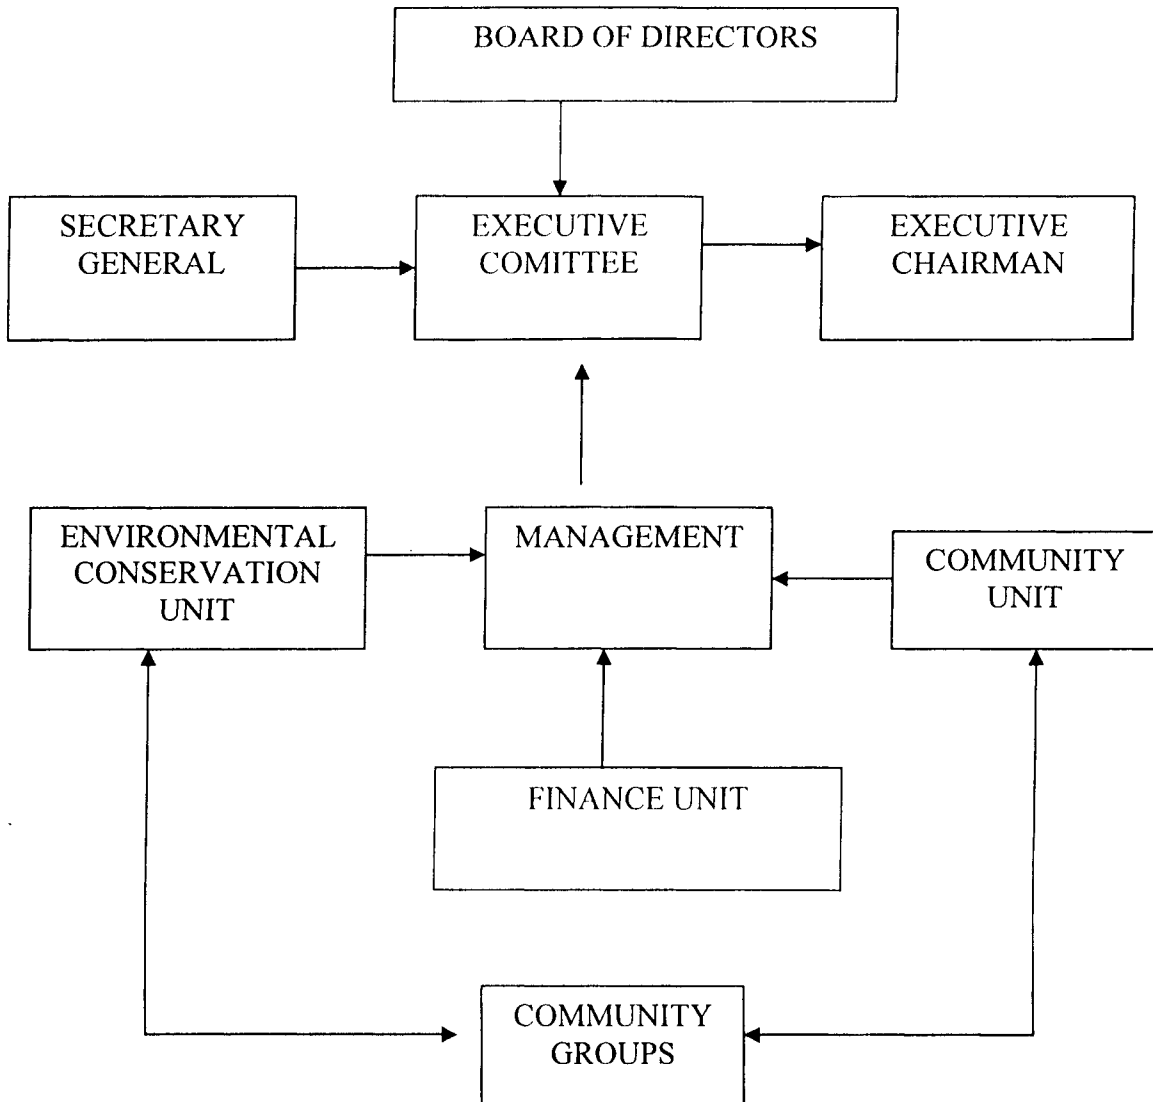 BOARD OF DIRECTORS
SECRETARY
GENERAL
EXECUTIVE
COMITTEE
EXECUTIVE
CHAIRMAN
ENVIRONMENTAL
CONSERVATION
UNIT
MANAGEMENT
COMMUNITY
UNIT
FINANCE UNIT
COMMUNITY
GROUPS